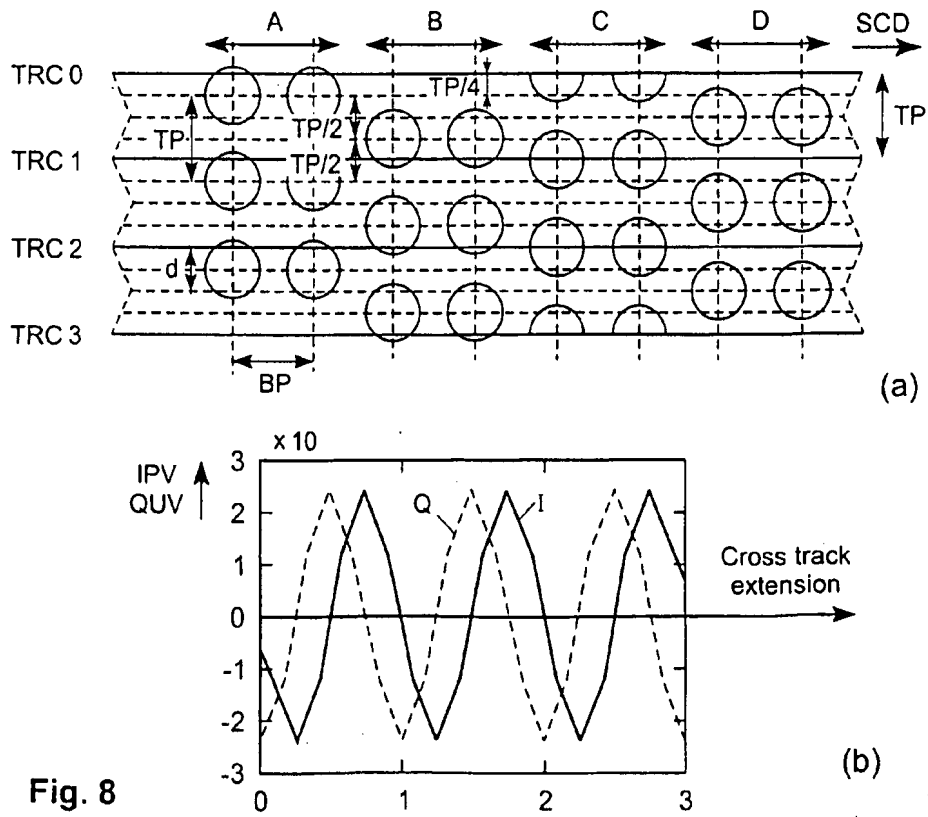 A B C D SCD
TRC 0
TP/4
TP TP/2 TP
TRC 1 TP/2
TRC 2
d
TRC 3
BP
(a)
x 10
3
IPV
QUV
2 Q I
1 Cross track
extension
0
-1
-2
(b)
-3
Fig. 8
0 1 2 3